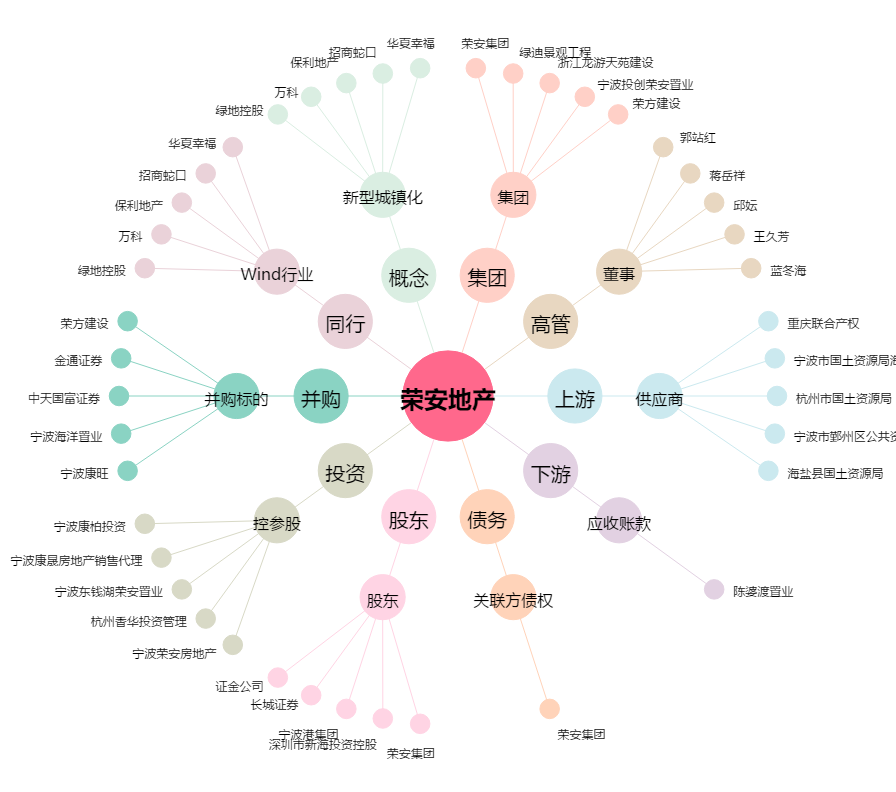 华夏幸福
荣安集团
招商蛇口
绿迪景观工程
保利地产
浙江龙游天苑建设
万科
宁波投创荣安置业
绿地控股
荣方建设
华夏幸福
郭站红
招商蛇口
蒋岳祥
新型城镇化
集团
保利地产
邱妘
万科
王久芳
绿地控股
Wind行业
概念
集团
董事
蓝冬海
荣方建设
同行
高管
重庆联合产权
金通证券
宁波市国土资源局海
中天国富证券
并购标的
并购
荣安地产
上游
供应商
杭州市国土资源局
宁波海洋置业
宁波市鄞州区公共资
宁波康旺
投资
下游
海盐县国土资源局
宁波康柏投资
控参股
股东
债务
应收账款
宁波康晟房地产销售代理
宁波东钱湖荣安置业
陈婆渡置业
杭州香华投资管理
股东
关联方债权
宁波荣安房地产
证金公司
长城证券
宁波港集团
荣安集团
深圳市新海投资控股
荣安集团